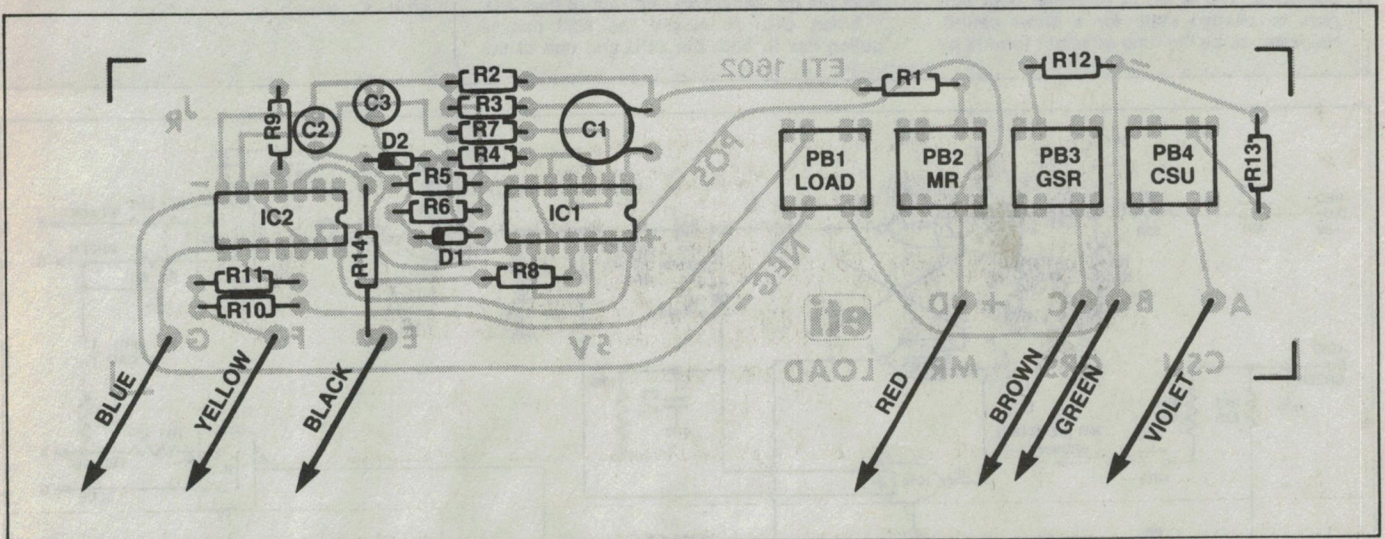 ETI 1602
R12
R1
R2
R3
R7
R4
C3
C2
C1
R9
JR
D2
R5
R6
D1
IC2
IC1
R14
R8
R11
R10
POS
NEG -
5V
PB1
LOAD
PB2
MR
PB3
GSR
PB4
CSU
R13
G
F
E
eti
+ D
C
B
A
LOAD
MR
CSU
BLUE
YELLOW
BLACK
RED
BROWN
GREEN
VIOLET